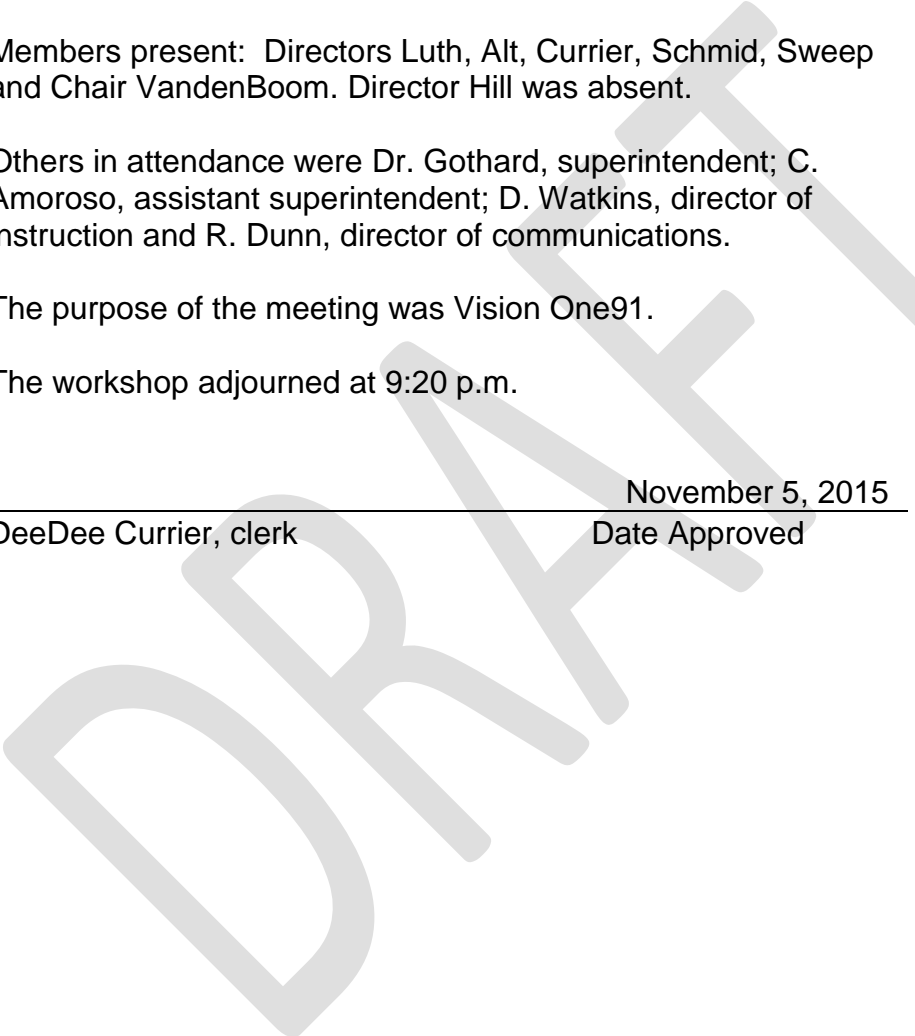 Members present:  Directors Luth, Alt, Currier, Schmid, Sweep
and Chair VandenBoom. Director Hill was absent.
Others in attendance were Dr. Gothard, superintendent; C.
Amoroso, assistant superintendent; D. Watkins, director of
instruction and R. Dunn, director of communications.
The purpose of the meeting was Vision One91.
The workshop adjourned at 9:20 p.m.
November 5, 2015
DeeDee Currier, clerk Date Approved
DRAFT